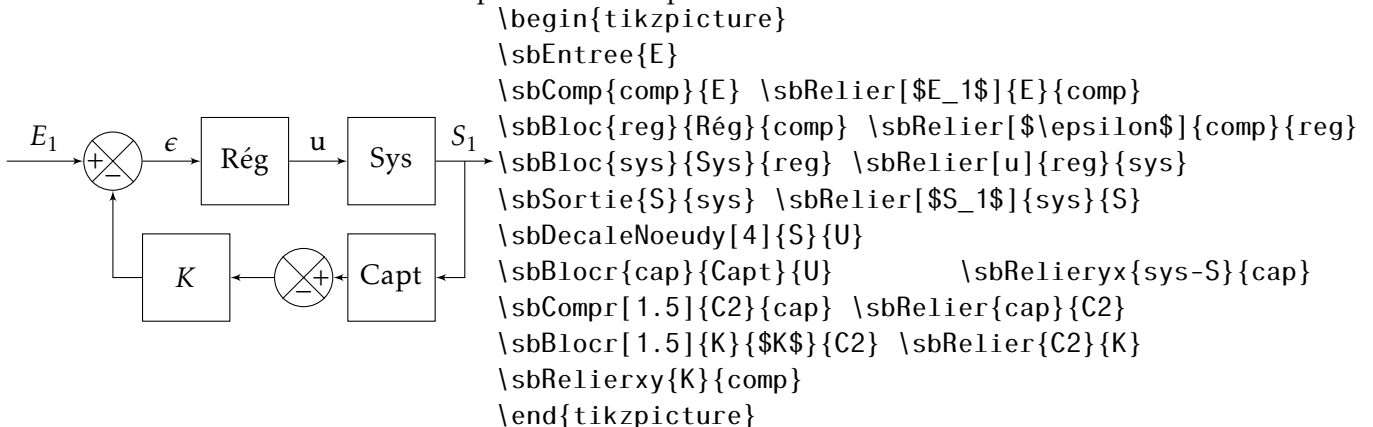 \begin{tikzpicture}
\sbEntree{E}
\sbComp{comp}{E} \sbRelier[$E_1$]{E}{comp}
\sbBloc{reg}{Rég}{comp} \sbRelier[$\epsilon$]{comp}{reg}
\sbBloc{sys}{Sys}{reg} \sbRelier[u]{reg}{sys}
\sbSortie{S}{sys} \sbRelier[$S_1$]{sys}{S}
\sbDecaleNoeudy[4]{S}{U}
\sbBlocr{cap}{Capt}{U} \sbRelieryx{sys-S}{cap}
\sbCompr[1.5]{C2}{cap} \sbRelier{cap}{C2}
\sbBlocr[1.5]{K}{$K$}{C2} \sbRelier{C2}{K}
\sbRelierxy{K}{comp}
\end{tikzpicture}
E₁ + − ϵ Rég u Sys S₁
K − + Capt